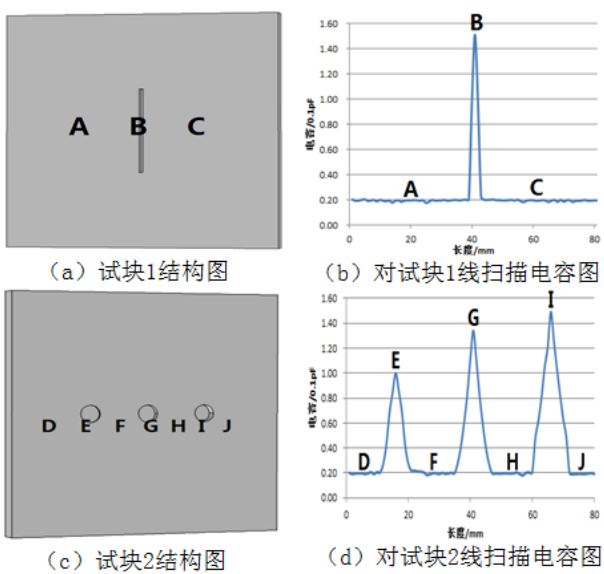 A B C
B
1.60
1.40
1.20
1.00
0.80
0.60
0.40
0.20
0.00
电容/0.1pF
A
C
0 20 40 60 80
长度/mm
(a)试块1结构图
(b)对试块1线扫描电容图
D E F G H I J
I
G
E
1.60
1.40
1.20
1.00
0.80
0.60
0.40
0.20
0.00
电容/0.1pF
D F H J
0 20 40 60 80
长度/mm
(c)试块2结构图
(d)对试块2线扫描电容图